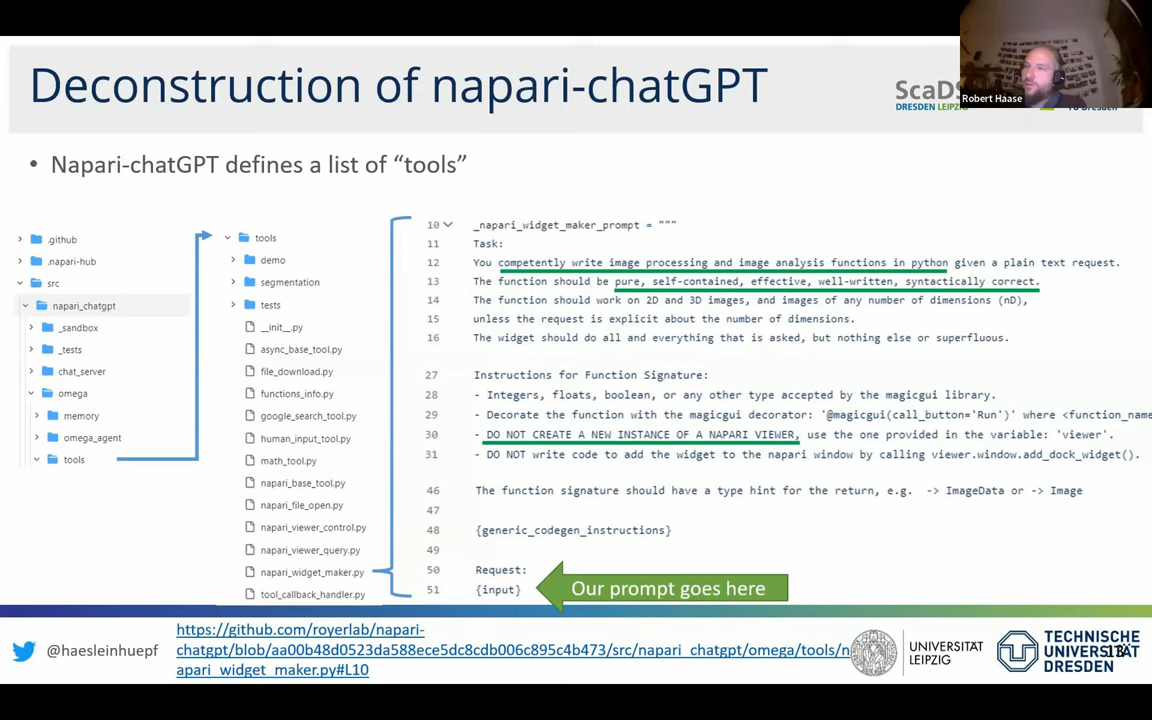 Deconstruction of napari-chatGPT
ScaDS
DRESDEN LEIPZIG
Robert Haase
• Napari-chatGPT defines a list of “tools”
.github
.napari-hub
src
napari_chatgpt
_sandbox
_tests
chat_server
omega
memory
omega_agent
tools
tools
demo
segmentation
tests
__init__.py
async_base_tool.py
file_download.py
functions_info.py
google_search_tool.py
human_input_tool.py
math_tool.py
napari_base_tool.py
napari_file_open.py
napari_viewer_control.py
napari_viewer_query.py
napari_widget_maker.py
tool_callback_handler.py
10 _napari_widget_maker_prompt = """
11 Task:
12 You competently write image processing and image analysis functions in python given a plain text request.
13 The function should be pure, self-contained, effective, well-written, syntactically correct.
14 The function should work on 2D and 3D images, and images of any number of dimensions (nD),
15 unless the request is explicit about the number of dimensions.
16 The widget should do all and everything that is asked, but nothing else or superfluous.
27 Instructions for Function Signature:
28 - Integers, floats, boolean, or any other type accepted by the magicgui library.
29 - Decorate the function with the magicgui decorator: '@magicgui(call_button='Run')' where <function_name
30 - DO NOT CREATE A NEW INSTANCE OF A NAPARI VIEWER, use the one provided in the variable: 'viewer'.
31 - DO NOT write code to add the widget to the napari window by calling viewer.window.add_dock_widget().
46 The function signature should have a type hint for the return, e.g. -> ImageData or -> Image
47
48 {generic_codegen_instructions}
49
50 Request:
51 {input}
Our prompt goes here
@haesleinhuepf
https://github.com/royerlab/napari-
chatgpt/blob/aa00b48d0523da588ece5dc8cdb006c895c4b473/src/napari_chatgpt/omega/tools/n
apari_widget_maker.py#L10
UNIVERSITÄT
LEIPZIG
TECHNISCHE
UNIVERSITÄT
DRESDEN
13